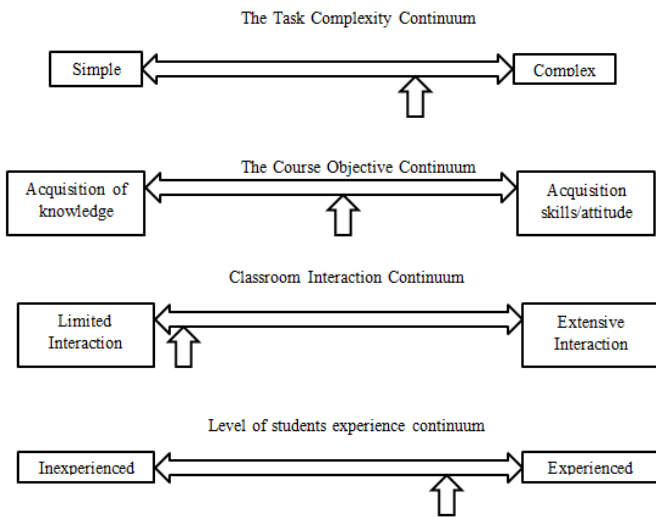 The Task Complexity Continuum
Simple
Complex
The Course Objective Continuum
Acquisition of
knowledge
Acquisition
skills/attitude
Classroom Interaction Continuum
Limited
Interaction
Extensive
Interaction
Level of students experience continuum
Inexperienced
Experienced